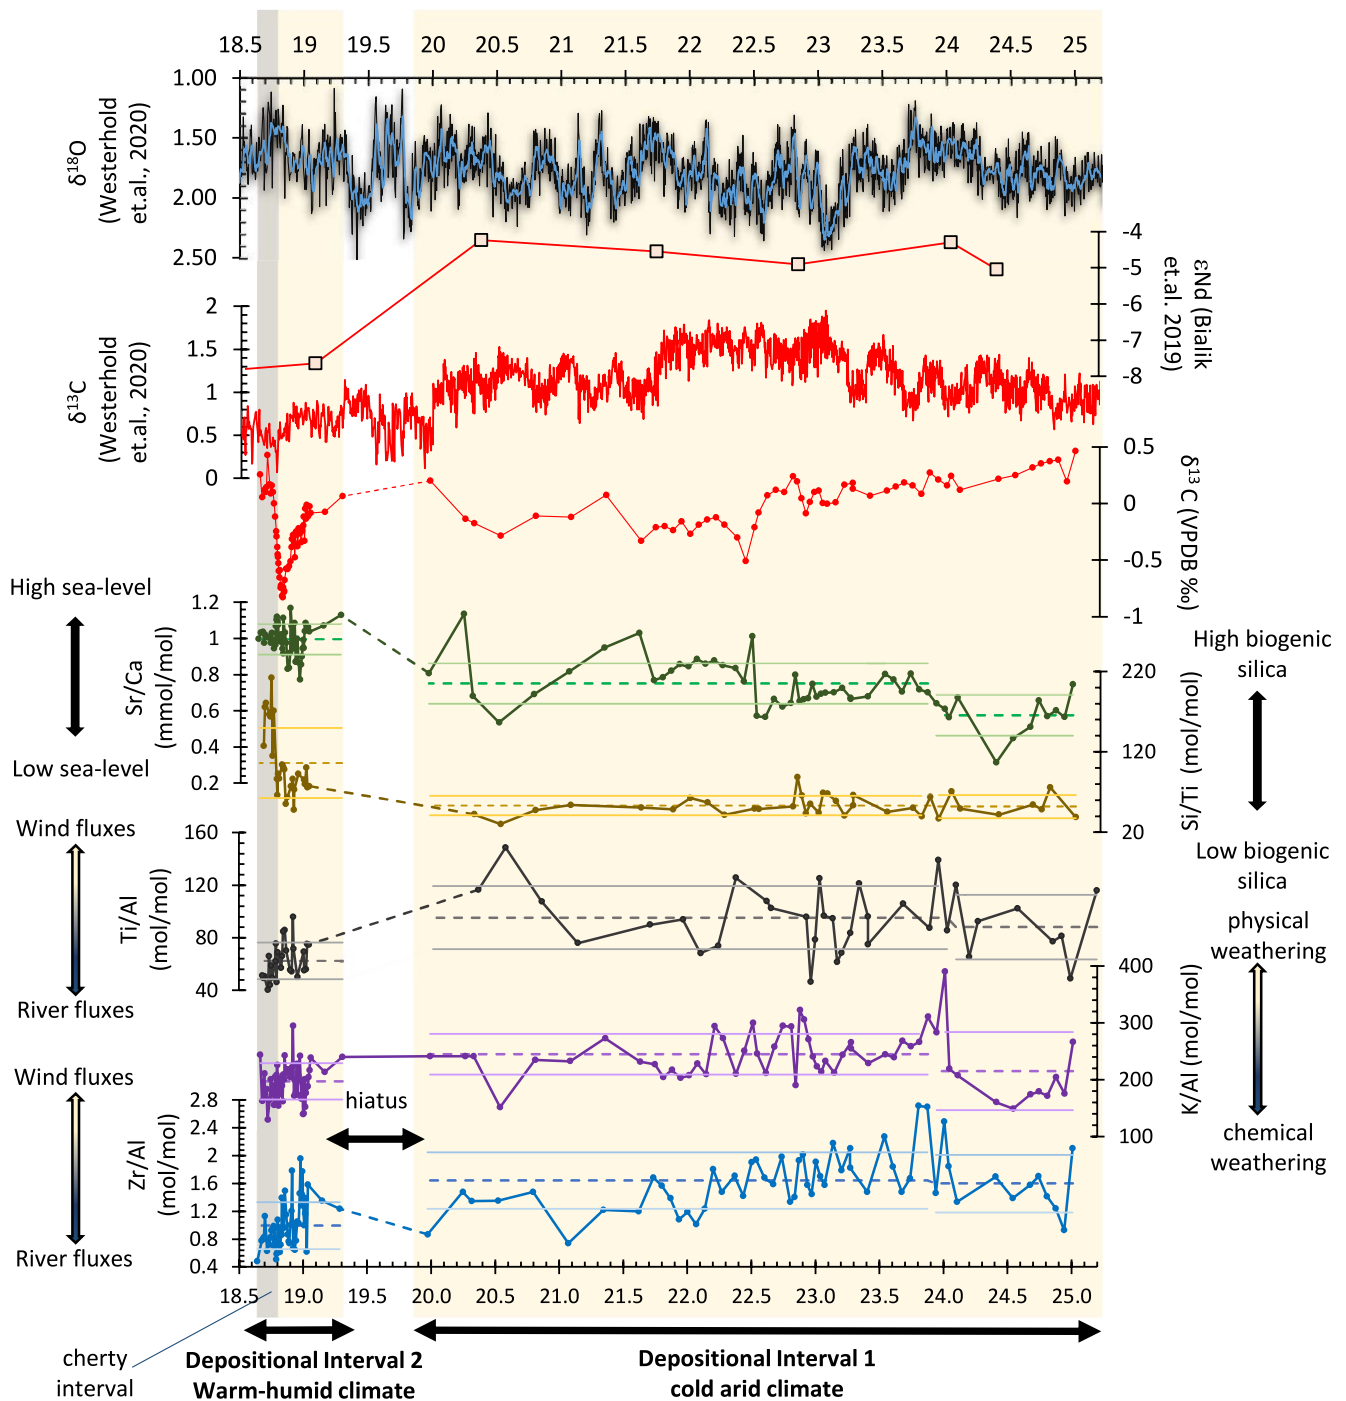 18.5 19 19.5 20 20.5 21 21.5 22 22.5 23 23.5 24 24.5 25
1.00
1.50
2.00
2.50
δ18O
(Westerhold
et.al., 2020)
-4
-5
-6
-7
-8
εNd (Bialik
et.al. 2019)
2
1.5
1
0.5
0
δ13C
(Westerhold
et.al., 2020)
0.5
0
-0.5
-1
δ13C (VPDB ‰)
High sea-level
Low sea-level
1.2
1
0.8
0.6
0.4
0.2
Sr/Ca
(mmol/mol)
High biogenic
silica
220
120
20
Si/Ti (mol/mol)
Low biogenic
silica
Wind fluxes
River fluxes
160
120
80
40
Ti/Al
(mol/mol)
physical
weathering
400
300
200
100
K/Al (mol/mol)
chemical
weathering
Wind fluxes
River fluxes
hiatus
2.8
2.4
2
1.6
1.2
0.8
0.4
Zr/Al
(mol/mol)
18.5 19.0 19.5 20.0 20.5 21.0 21.5 22.0 22.5 23.0 23.5 24.0 24.5 25.0
cherty
interval
Depositional Interval 2
Warm-humid climate
Depositional Interval 1
cold arid climate